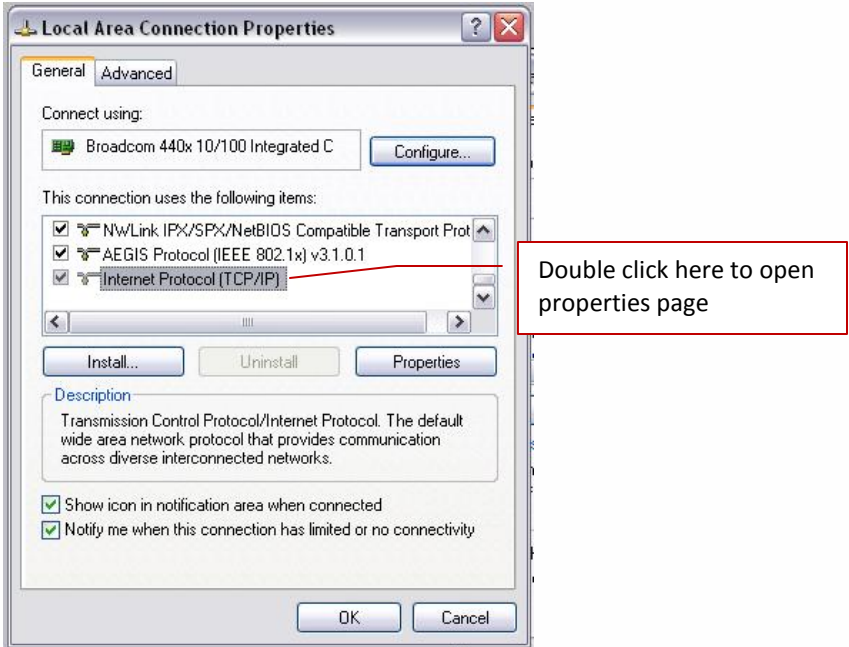 Local Area Connection Properties
General
Advanced
Connect using:
Broadcom 440x 10/100 Integrated C
Configure...
This connection uses the following items:
NWLink IPX/SPX/NetBIOS Compatible Transport Prot
AEGIS Protocol (IEEE 802.1x) v3.1.0.1
Internet Protocol (TCP/IP)
Double click here to open
properties page
Install...
Uninstall
Properties
Description
Transmission Control Protocol/Internet Protocol. The default
wide area network protocol that provides communication
across diverse interconnected networks.
Show icon in notification area when connected
Notify me when this connection has limited or no connectivity
OK
Cancel